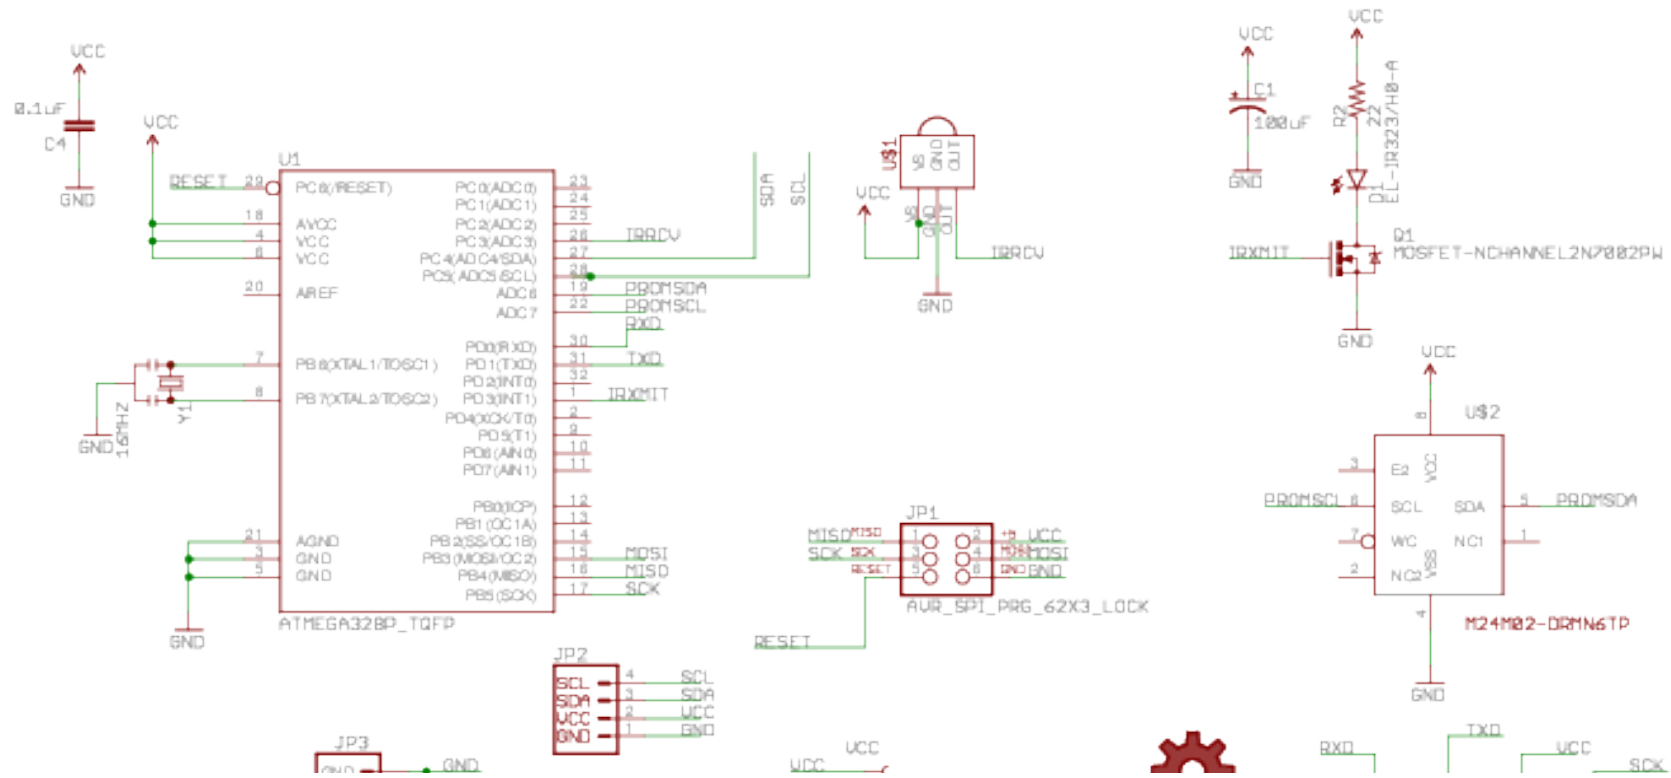 VCC
0.1uF
C4
GND
VCC
U1
RESET
29
PC6(/RESET)
18
AVCC
4
VCC
6
VCC
20
AREF
7
PB6(XTAL1/TOSC1)
8
PB7(XTAL2/TOSC2)
16MHZ
Y1
GND
21
AGND
3
GND
5
GND
GND
ATMEGA328P_TQFP
PC0(ADC0)
23
PC1(ADC1)
24
PC2(ADC2)
25
PC3(ADC3)
26
IRRCV
PC4(ADC4/SDA)
27
PC5(ADC5/SCL)
28
ADC6
19
PROMSDA
ADC7
22
PROMSCL
RXD
PD0(RXD)
30
PD1(TXD)
31
TXD
PD2(INT0)
32
PD3(INT1)
1
IRXMIT
PD4(XCK/T0)
2
PD5(T1)
9
PD6(AIN0)
10
PD7(AIN1)
11
PB0(ICP)
12
PB1(OC1A)
13
PB2(SS/OC1B)
14
PB3(MOSI/OC2)
15
MOSI
PB4(MISO)
16
MISO
PB5(SCK)
17
SCK
SDA
SCL
U$1
VS
GND
OUT
VCC
OUT
IRRCV
GND
VCC
C1
100uF
GND
VCC
R2
22
EL-IR323/H0-A
D1
IRXMIT
Q1
MOSFET-NCHANNEL2N7002PW
GND
VCC
8
U$2
3
E2
VCC
PROMSCL
6
SCL
SDA
5
PROMSDA
7
WC
NC1
1
2
NC2
VSS
4
M24M02-DRMN6TP
GND
JP1
MISO
MISO
1
2
+5
VCC
SCK
SCK
3
4
MOSI
MOSI
RESET
5
6
GND
GND
AVR_SPI_PRG_62X3_LOCK
RESET
JP2
SCL
4
SCL
SDA
3
SDA
VCC
2
VCC
GND
1
GND
JP3
GND
GND
VCC
VCC
RXD
TXD
VCC
SCK